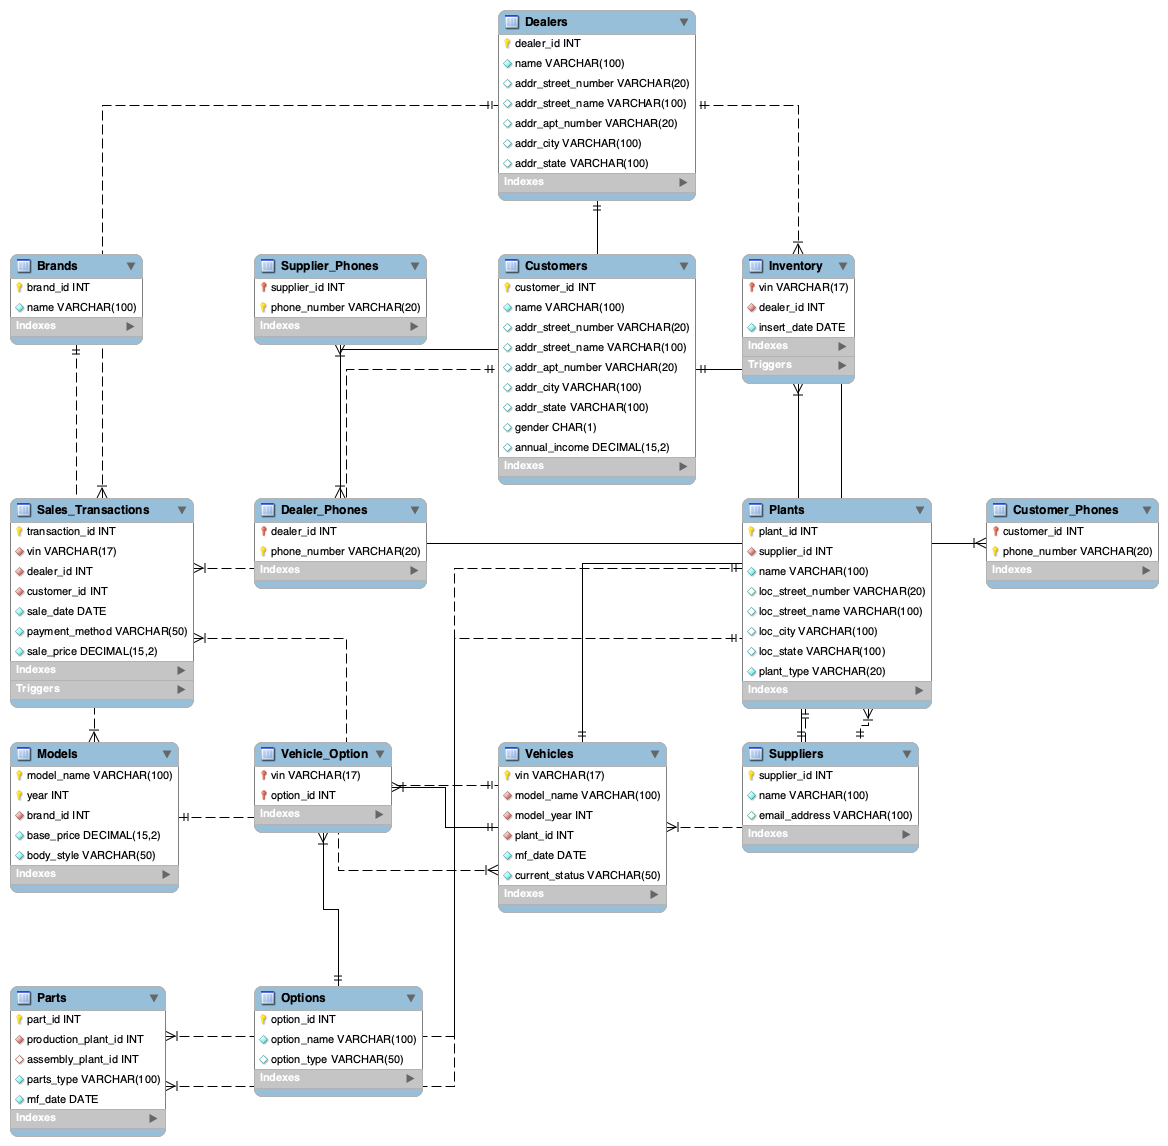 Dealers
dealer_id INT
name VARCHAR(100)
addr_street_number VARCHAR(20)
addr_street_name VARCHAR(100)
addr_apt_number VARCHAR(20)
addr_city VARCHAR(100)
addr_state VARCHAR(100)
Indexes
Brands
brand_id INT
name VARCHAR(100)
Indexes
Supplier_Phones
supplier_id INT
phone_number VARCHAR(20)
Indexes
Customers
customer_id INT
name VARCHAR(100)
addr_street_number VARCHAR(20)
addr_street_name VARCHAR(100)
addr_apt_number VARCHAR(20)
addr_city VARCHAR(100)
addr_state VARCHAR(100)
gender CHAR(1)
annual_income DECIMAL(15,2)
Indexes
Inventory
vin VARCHAR(17)
dealer_id INT
insert_date DATE
Indexes
Triggers
Sales_Transactions
transaction_id INT
vin VARCHAR(17)
dealer_id INT
customer_id INT
sale_date DATE
payment_method VARCHAR(50)
sale_price DECIMAL(15,2)
Indexes
Triggers
Dealer_Phones
dealer_id INT
phone_number VARCHAR(20)
Indexes
Plants
plant_id INT
supplier_id INT
name VARCHAR(100)
loc_street_number VARCHAR(20)
loc_street_name VARCHAR(100)
loc_city VARCHAR(100)
loc_state VARCHAR(100)
plant_type VARCHAR(20)
Indexes
Customer_Phones
customer_id INT
phone_number VARCHAR(20)
Indexes
Models
model_name VARCHAR(100)
year INT
brand_id INT
base_price DECIMAL(15,2)
body_style VARCHAR(50)
Indexes
Vehicle_Option
vin VARCHAR(17)
option_id INT
Indexes
Vehicles
vin VARCHAR(17)
model_name VARCHAR(100)
model_year INT
plant_id INT
mf_date DATE
current_status VARCHAR(50)
Indexes
Suppliers
supplier_id INT
name VARCHAR(100)
email_address VARCHAR(100)
Indexes
Parts
part_id INT
production_plant_id INT
assembly_plant_id INT
parts_type VARCHAR(100)
mf_date DATE
Indexes
Options
option_id INT
option_name VARCHAR(100)
option_type VARCHAR(50)
Indexes